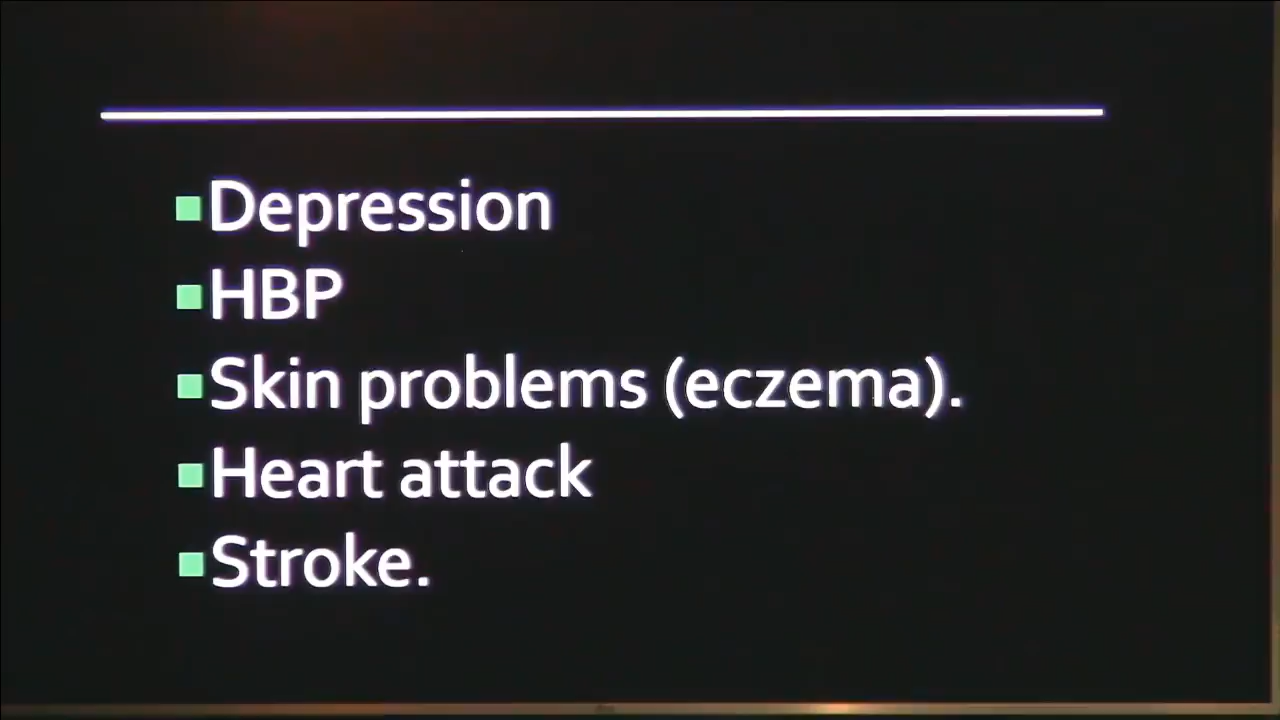 Depression
HBP
Skin problems (eczema).
Heart attack
Stroke.